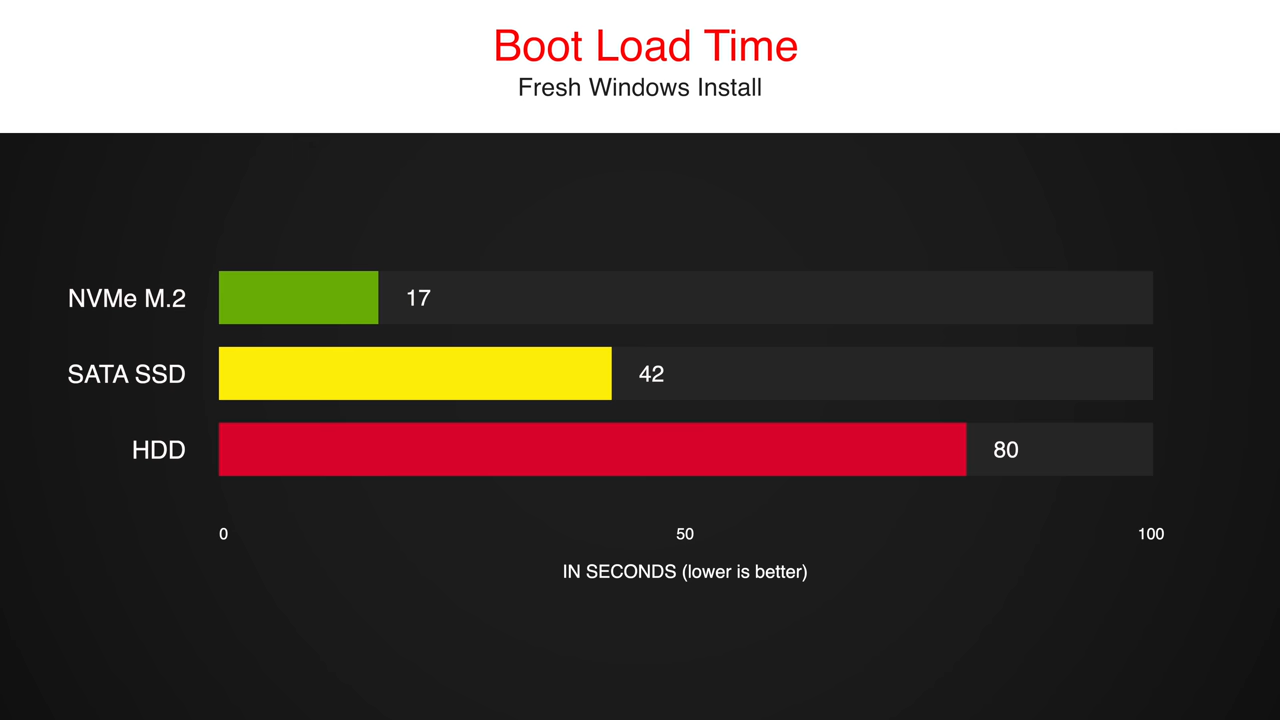 Boot Load Time
Fresh Windows Install
NVMe M.2 17
SATA SSD 42
HDD 80
0 50 100
IN SECONDS (lower is better)